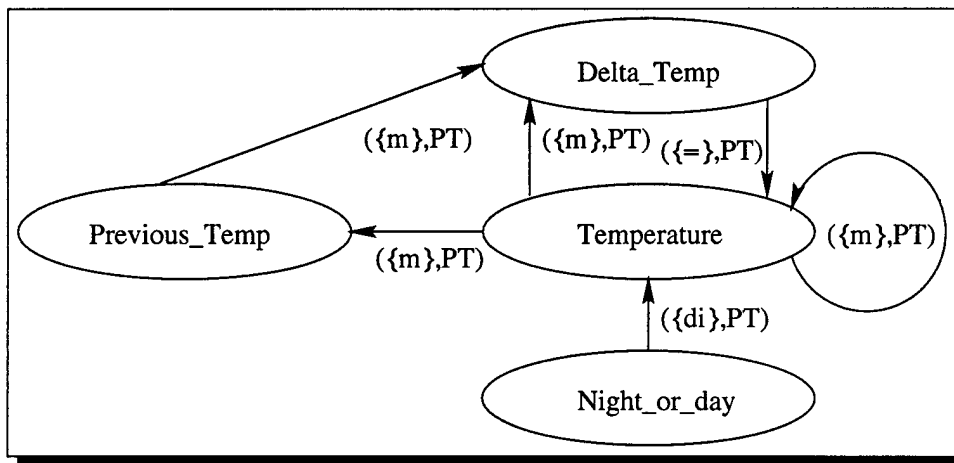 Delta_Temp
({m},PT)
({m},PT)
({=},PT)
Previous_Temp
Temperature
({m},PT)
({m},PT)
({di},PT)
Night_or_day